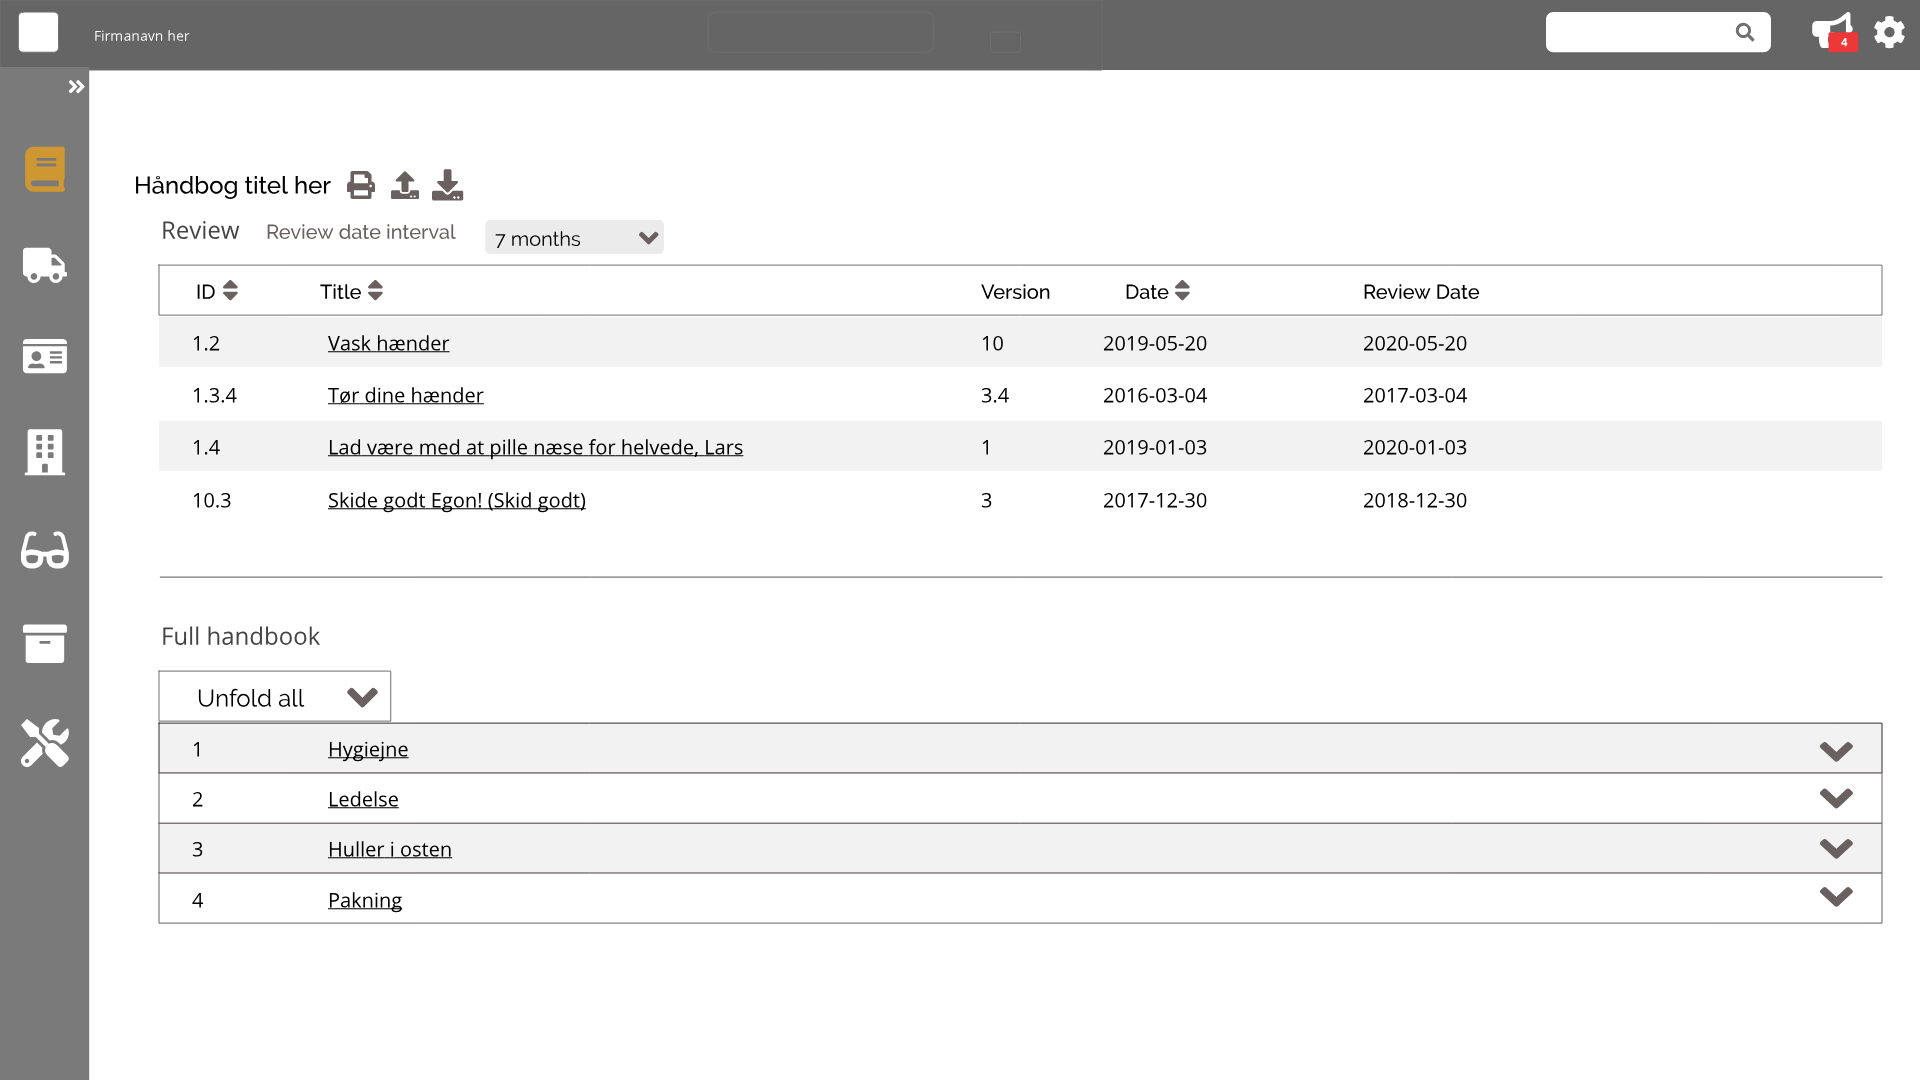 Firmanavn her
4
Håndbog titel her
Review Review date interval 7 months
ID Title Version Date Review Date
1.2 Vask hænder 10 2019-05-20 2020-05-20
1.3.4 Tør dine hænder 3.4 2016-03-04 2017-03-04
1.4 Lad være med at pille næse for helvede, Lars 1 2019-01-03 2020-01-03
10.3 Skide godt Egon! (Skid godt) 3 2017-12-30 2018-12-30
Full handbook
Unfold all
1 Hygiejne
2 Ledelse
3 Huller i osten
4 Pakning